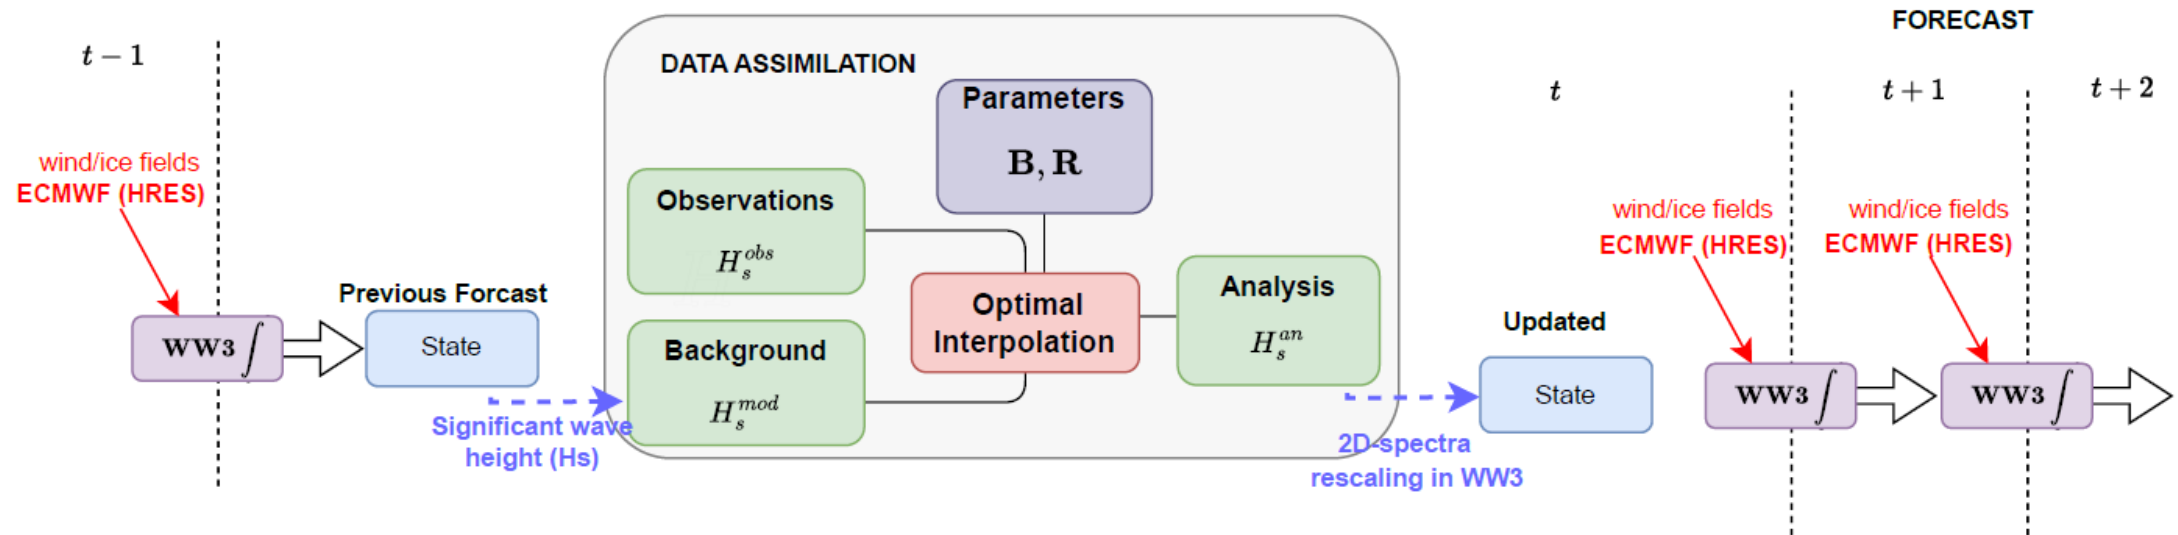 t − 1
wind/ice fields
ECMWF (HRES)
WW3 ∫
Previous Forcast
State
Significant wave
height (Hs)
DATA ASSIMILATION
Parameters
B, R
Observations
H_s^{obs}
Background
H_s^{mod}
Optimal
Interpolation
Analysis
H_s^{an}
2D-spectra
rescaling in WW3
t
Updated
State
FORECAST
t + 1
t + 2
wind/ice fields
ECMWF (HRES)
WW3 ∫
wind/ice fields
ECMWF (HRES)
WW3 ∫